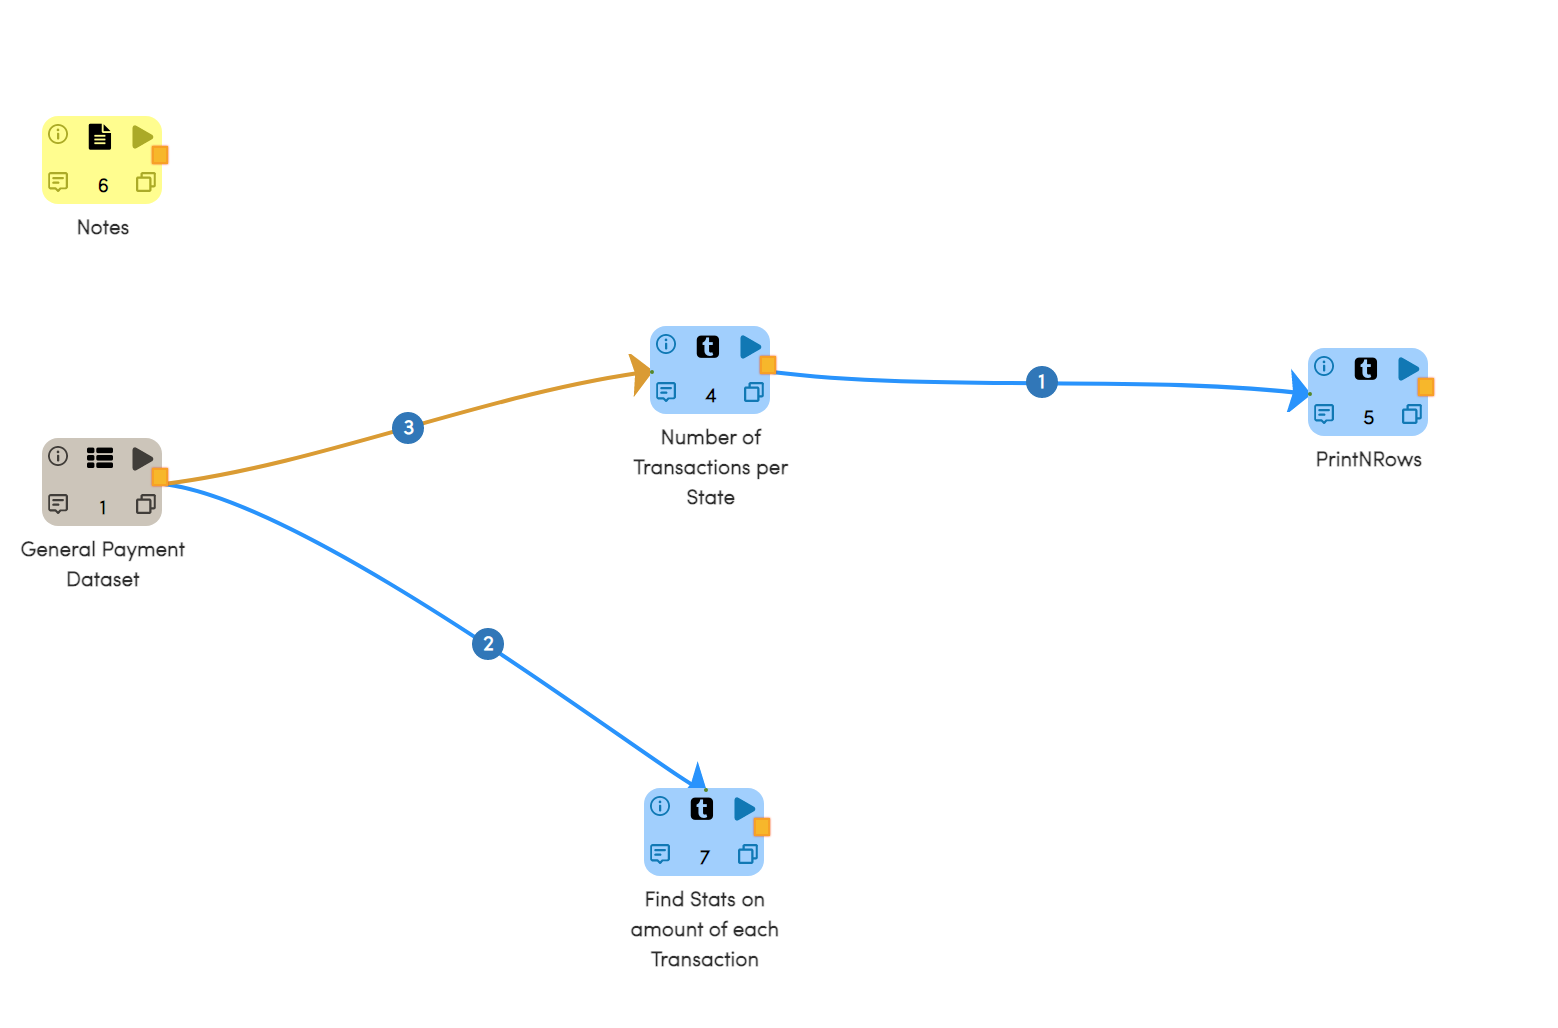 6
Notes
3
4
Number of
Transactions per
State
1
5
PrintNRows
1
General Payment
Dataset
2
7
Find Stats on
amount of each
Transaction